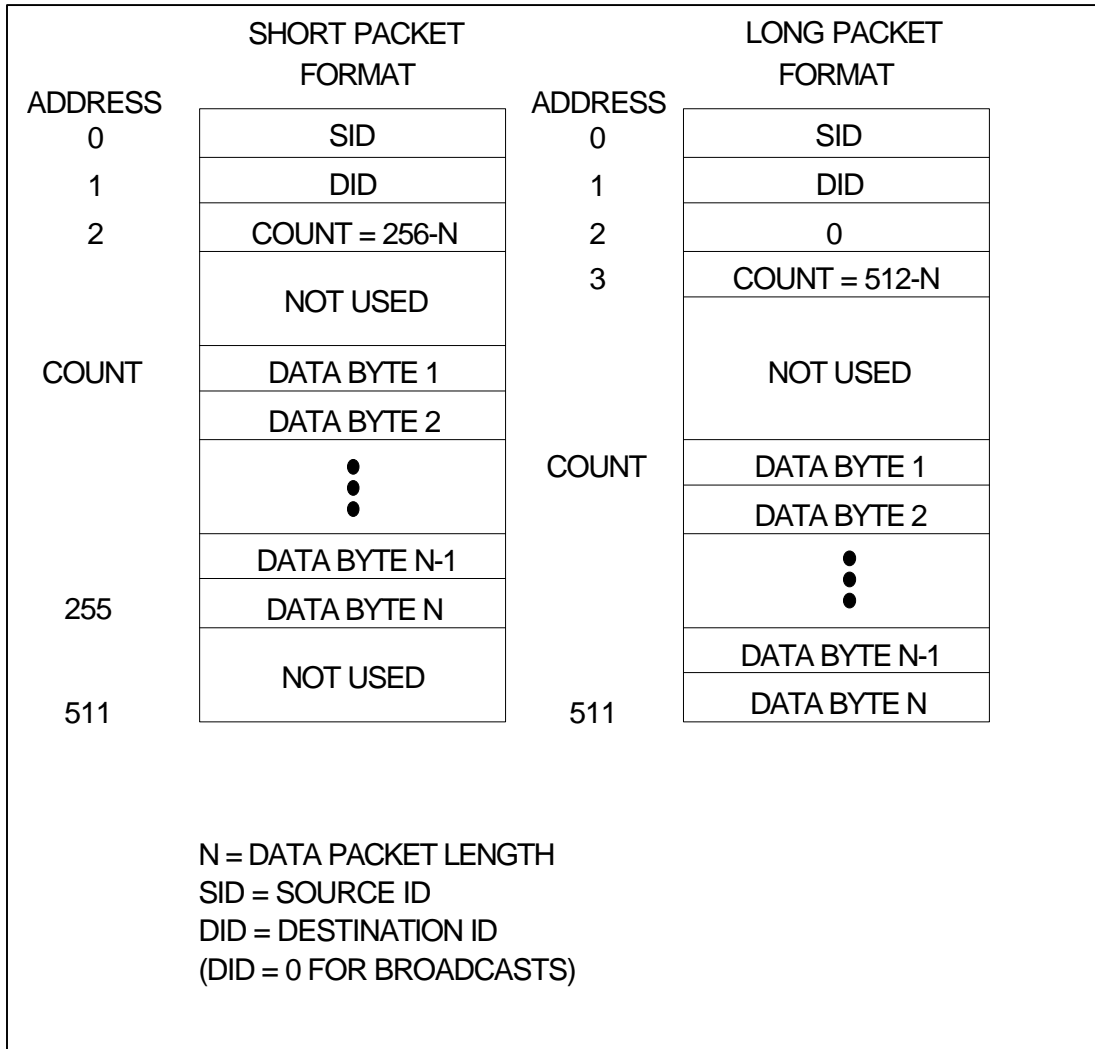 SHORT PACKET
FORMAT
ADDRESS
0
SID
1
DID
2
COUNT = 256-N
NOT USED
COUNT
DATA BYTE 1
DATA BYTE 2
DATA BYTE N-1
255
DATA BYTE N
NOT USED
511
LONG PACKET
FORMAT
ADDRESS
0
SID
1
DID
2
0
3
COUNT = 512-N
NOT USED
COUNT
DATA BYTE 1
DATA BYTE 2
DATA BYTE N-1
DATA BYTE N
511
N = DATA PACKET LENGTH
SID = SOURCE ID
DID = DESTINATION ID
(DID = 0 FOR BROADCASTS)